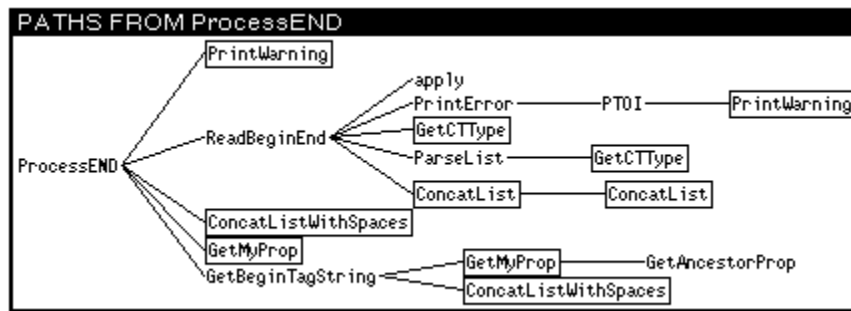 PATHS FROM ProcessEND
PrintWarning
apply
PrintError PTOI PrintWarning
ReadBeginEnd GetCTType
ProcessEND ParseList GetCTType
ConcatList ConcatList
ConcatListWithSpaces
GetMyProp GetMyProp GetAncestorProp
GetBeginTagString
ConcatListWithSpaces